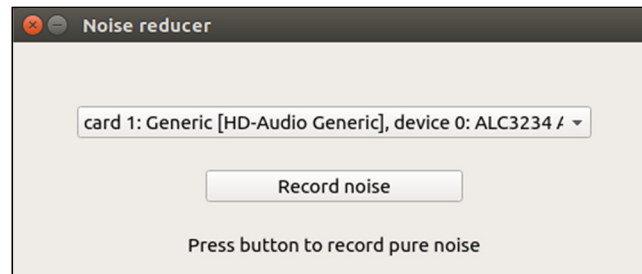 Noise reducer
card 1: Generic [HD-Audio Generic], device 0: ALC3234
Record noise
Press button to record pure noise